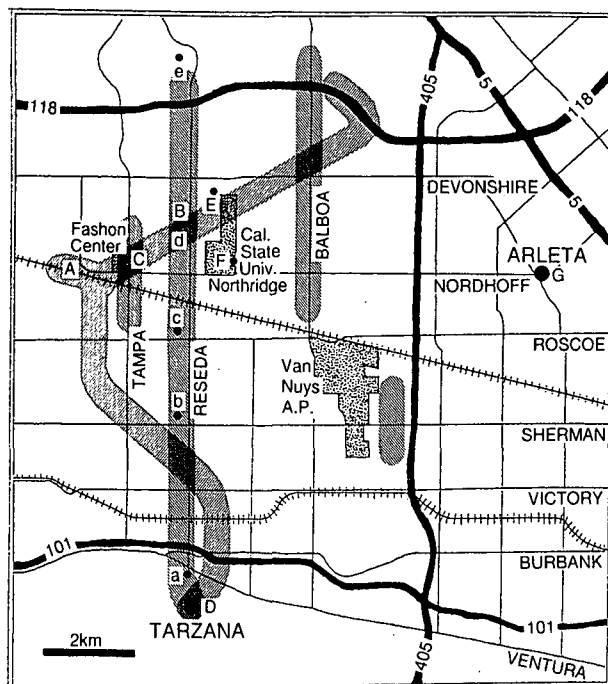 405
5
118
118
e
DEVONSHIRE
5
E
B
Fashon
Center
d
C
Cal.
State
Univ.
Northridge
F
BALBOA
ARLETA
G
A
NORDHOFF
c
ROSCOE
TAMPA
RESEDA
Van
Nuys
A.P.
b
SHERMAN
VICTORY
101
BURBANK
a
D
TARZANA
101
2km
405
VENTURA